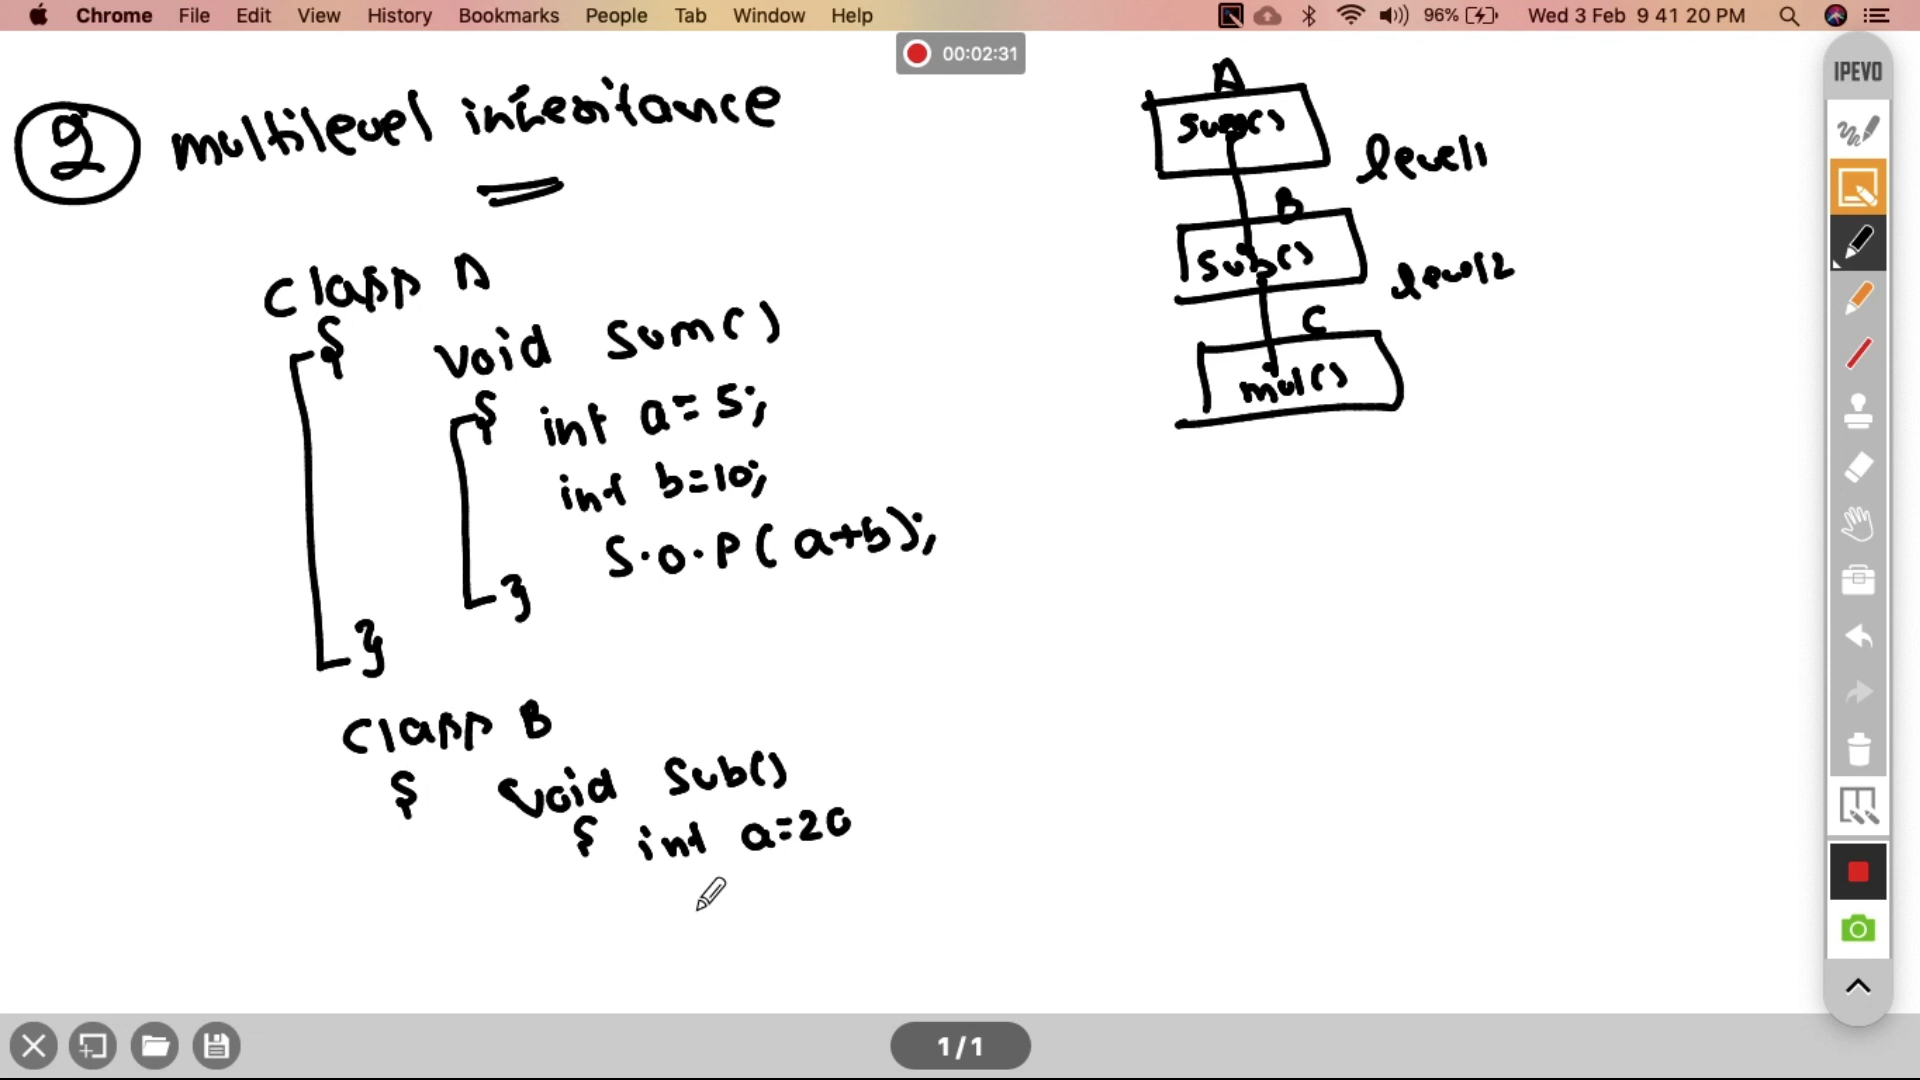 Chrome File Edit View History Bookmarks People Tab Window Help 96% Wed 3 Feb 9 41 20 PM
00:02:31
IPEVO
2 multilevel inheritance
class A
{ void Sum()
{ int a=5;
int b=10;
S.O.P(a+b);
}
}
class B
{ void Sub()
{ int a=20
A
Sum()
level1
B
Sub()
level2
C
mul()
1/1